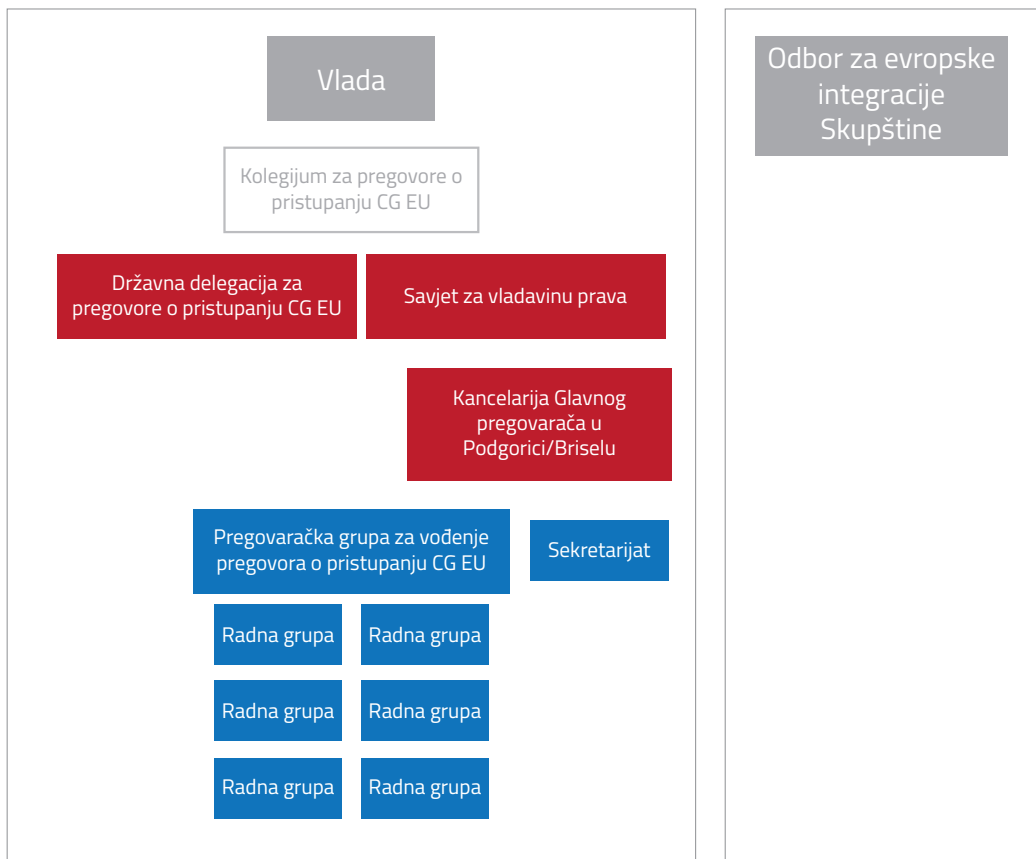 Vlada
Kolegijum za pregovore o
pristupanju CG EU
Državna delegacija za
pregovore o pristupanju CG EU
Savjet za vladavinu prava
Kancelarija Glavnog
pregovarača u
Podgorici/Briselu
Pregovaračka grupa za vođenje
pregovora o pristupanju CG EU
Sekretarijat
Radna grupa
Radna grupa
Radna grupa
Radna grupa
Radna grupa
Radna grupa
Odbor za evropske
integracije
Skupštine